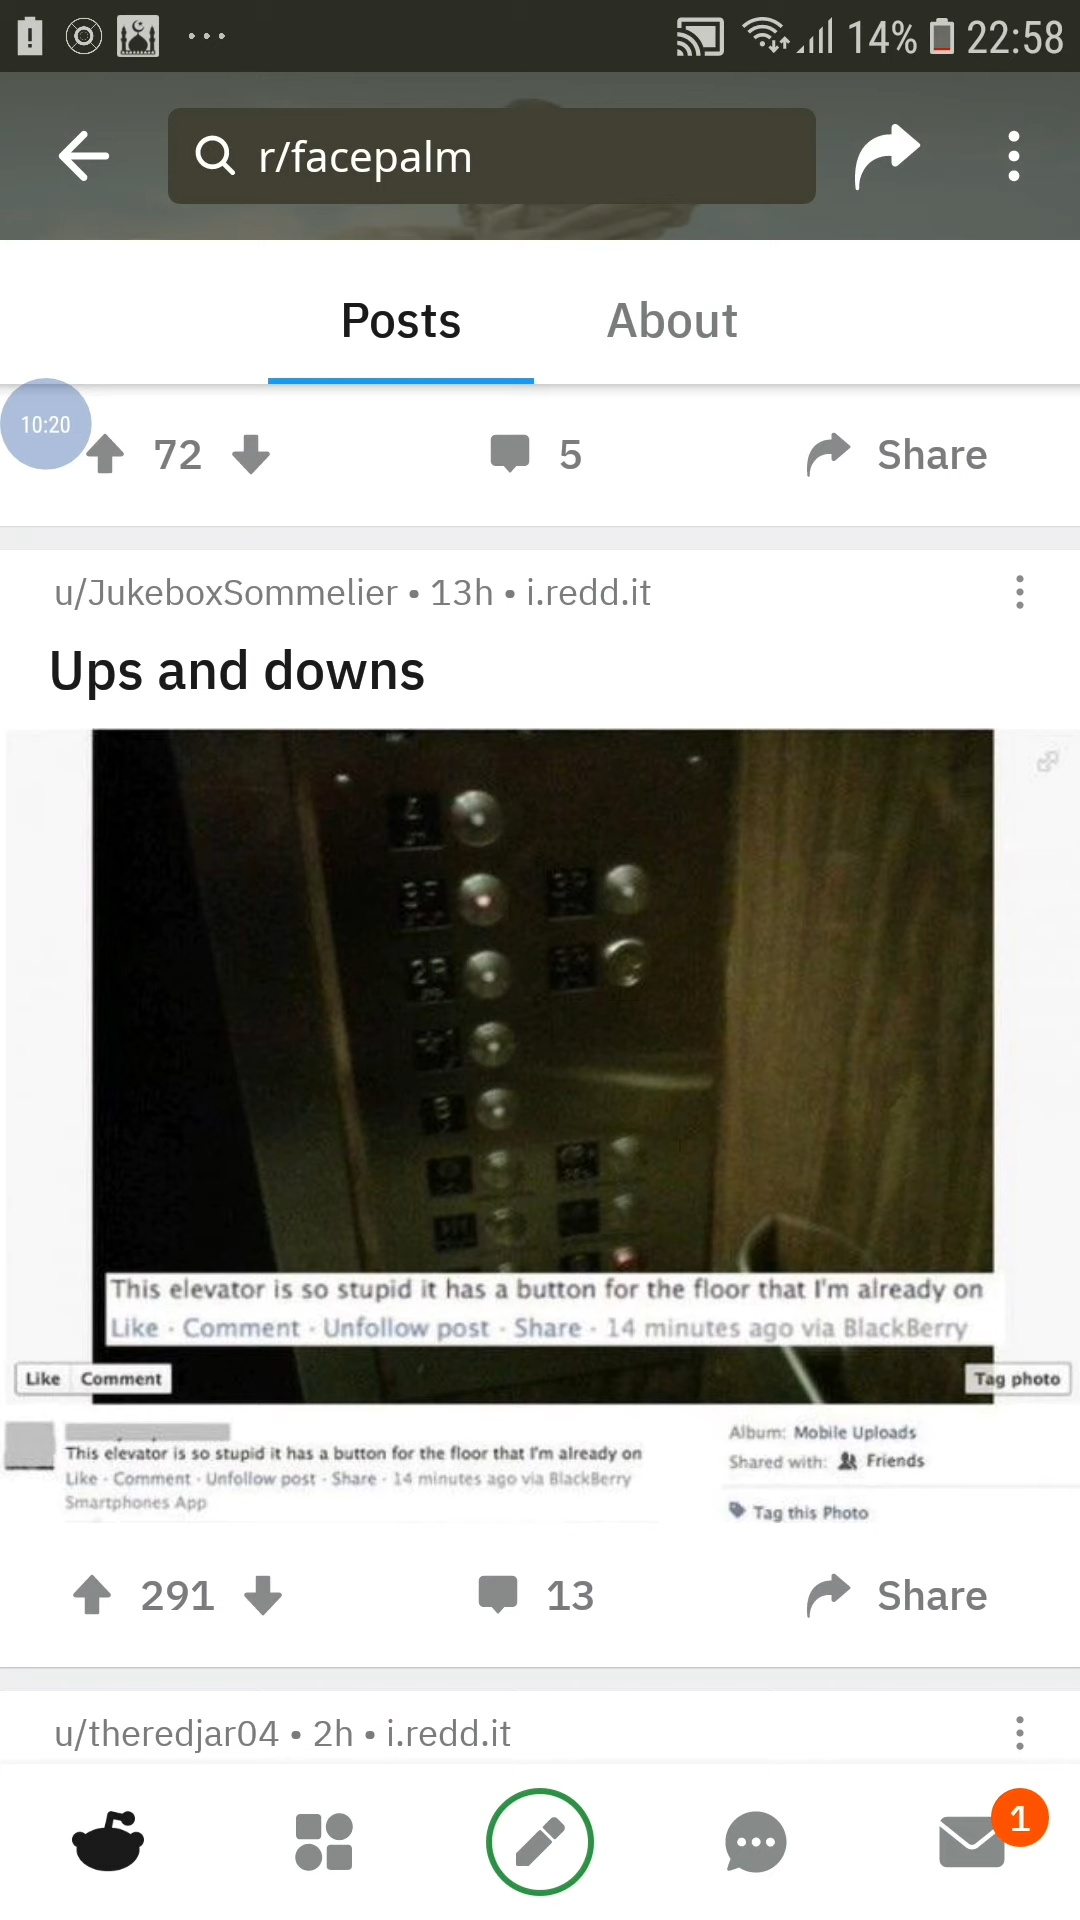 14% 22:58
r/facepalm
Posts About
10:20
72 5 Share
u/JukeboxSommelier • 13h • i.redd.it
Ups and downs
This elevator is so stupid it has a button for the floor that I'm already on
Like · Comment · Unfollow post · Share · 14 minutes ago via BlackBerry
Like Comment
Tag photo
This elevator is so stupid it has a button for the floor that I'm already on
Like · Comment · Unfollow post · Share · 14 minutes ago via BlackBerry
Smartphones App
Album: Mobile Uploads
Shared with: Friends
Tag this Photo
291 13 Share
u/theredjar04 • 2h • i.redd.it
1